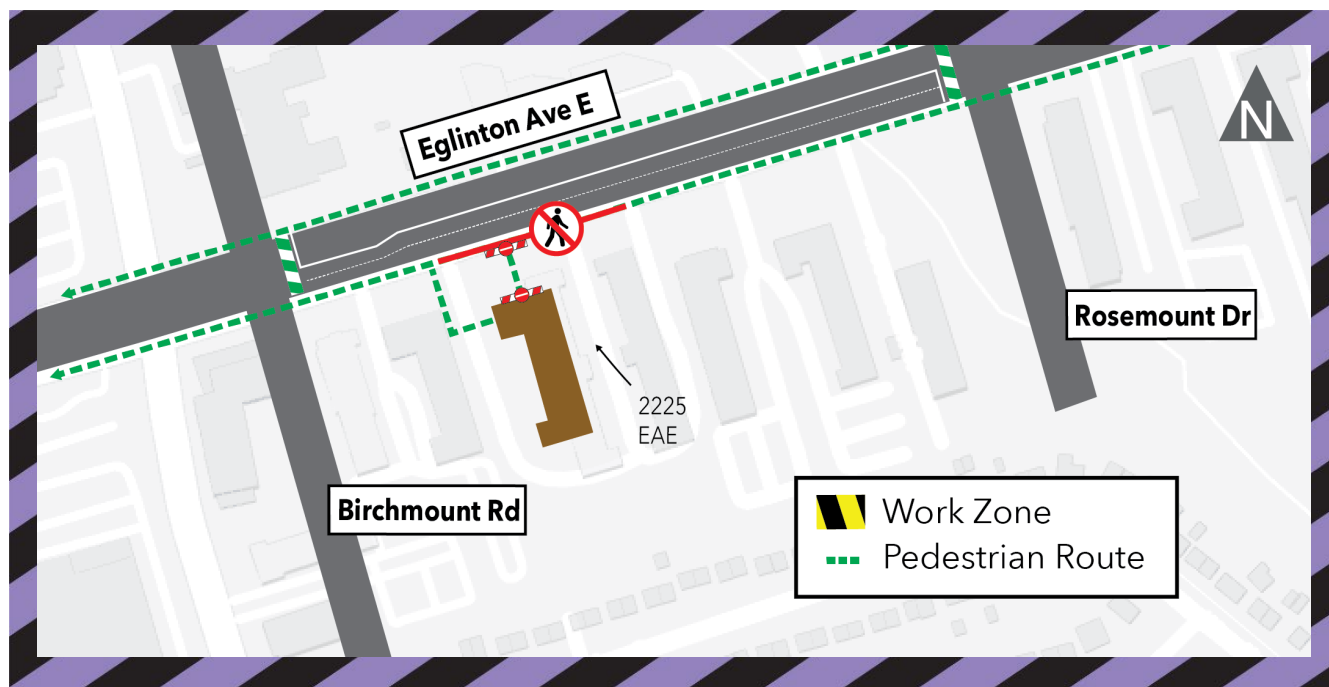 Eglinton Ave E
N
Rosemount Dr
2225
EAE
Birchmount Rd
Work Zone
Pedestrian Route